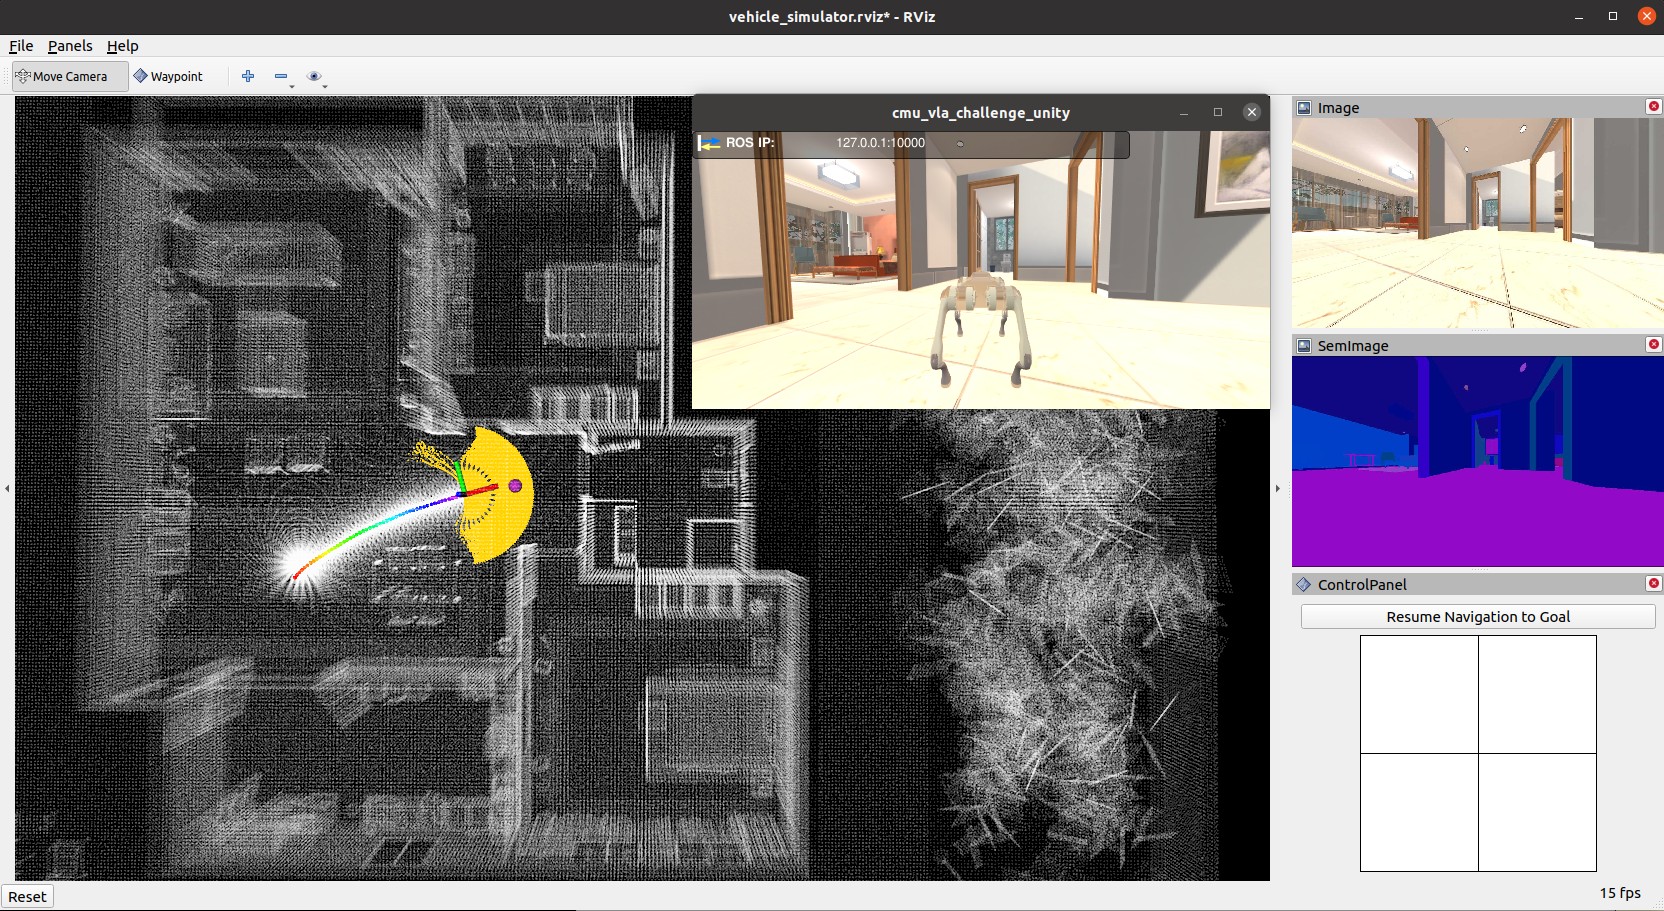 vehicle_simulator.rviz* - RViz
File Panels Help
Move Camera Waypoint
cmu_vla_challenge_unity
ROS IP: 127.0.0.1:10000
Image
SemImage
ControlPanel
Resume Navigation to Goal
Reset
15 fps